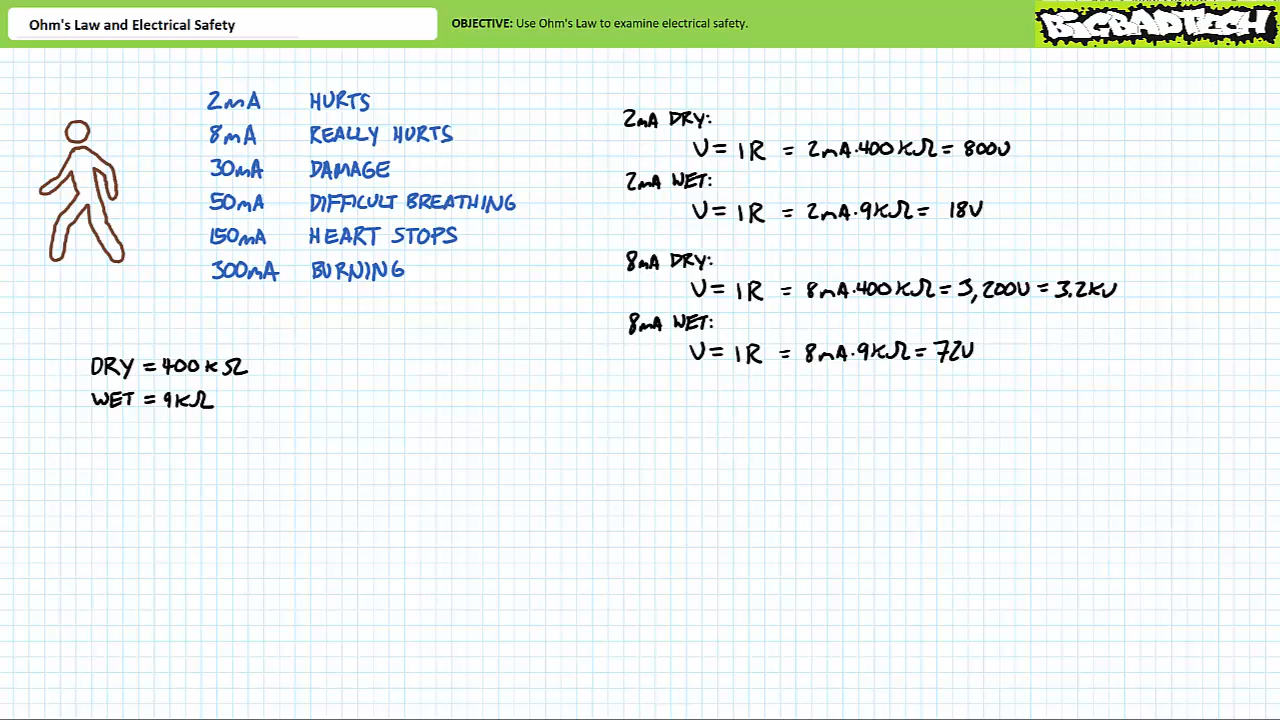 Ohm's Law and Electrical Safety
OBJECTIVE: Use Ohm's Law to examine electrical safety.
BIGBADTECH
2mA HURTS
8mA REALLY HURTS
30mA DAMAGE
50mA DIFFICULT BREATHING
150mA HEART STOPS
300mA BURNING
DRY = 400kΩ
WET = 9kΩ
2mA DRY:
V = IR = 2mA·400kΩ = 800V
2mA WET:
V = IR = 2mA·9kΩ = 18V
8mA DRY:
V = IR = 8mA·400kΩ = 3,200V = 3.2kV
8mA WET:
V = IR = 8mA·9kΩ = 72V